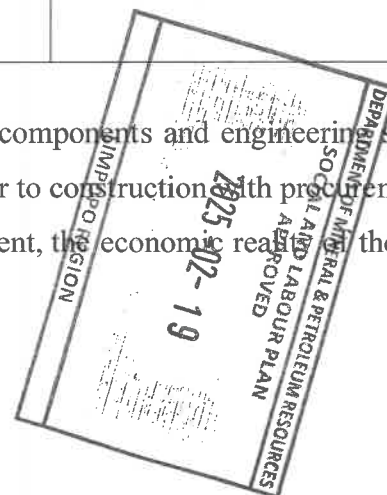 components and engineering s
r to construction with procuremen
ent, the economic reality of the
DEPARTMENT OF MINERAL & PETROLEUM RESOURCES
SOCIAL AND LABOUR PLAN
APPROVED
2025 -02- 19
LIMPOPO REGION